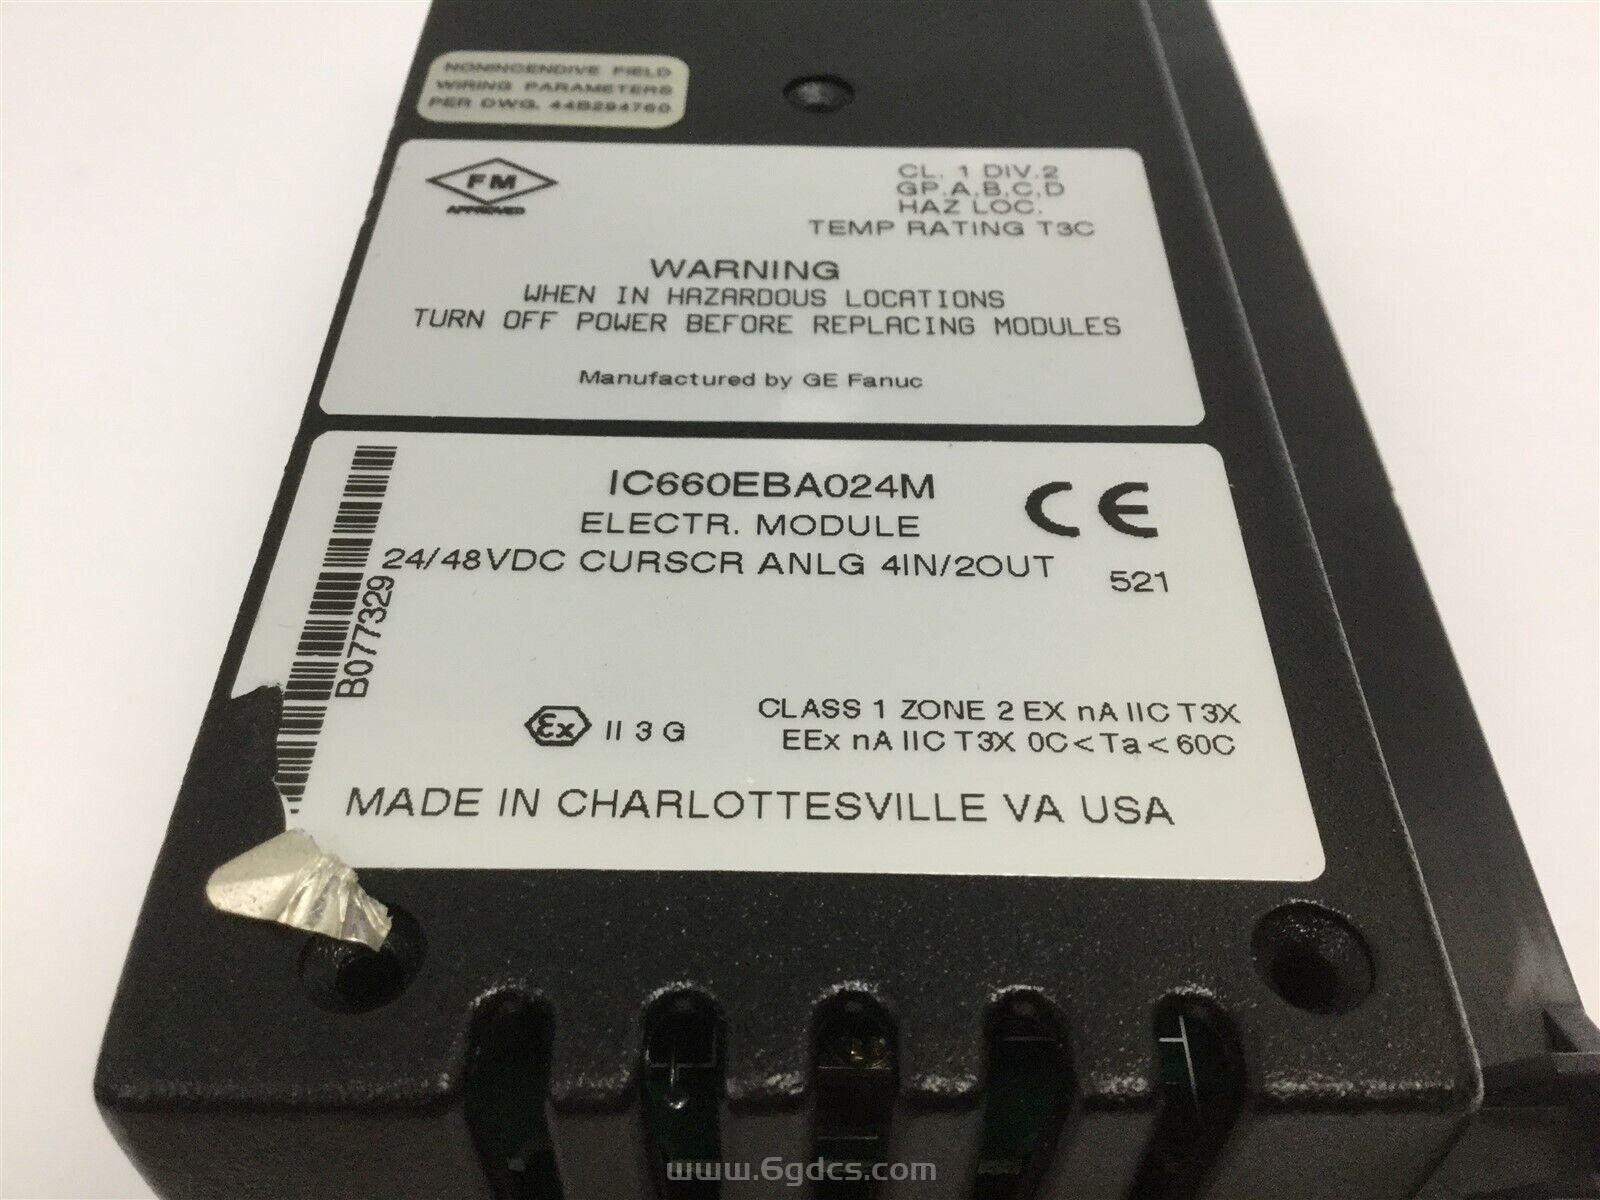 NONINCENDIVE FIELD
WIRING PARAMETERS
PER DWG. 44B294760
FM
APPROVED
CL. 1 DIV.2
GP.A,B,C,D
HAZ LOC.
TEMP RATING T3C
WARNING
WHEN IN HAZARDOUS LOCATIONS
TURN OFF POWER BEFORE REPLACING MODULES
Manufactured by GE Fanuc
IC660EBA024M
ELECTR. MODULE
24/48VDC CURSCR ANLG 4IN/2OUT
CE
521
B077329
Ex II 3 G
CLASS 1 ZONE 2 EX nA IIC T3X
EEx nA IIC T3X 0C<Ta<60C
MADE IN CHARLOTTESVILLE VA USA
www.6gdcs.com